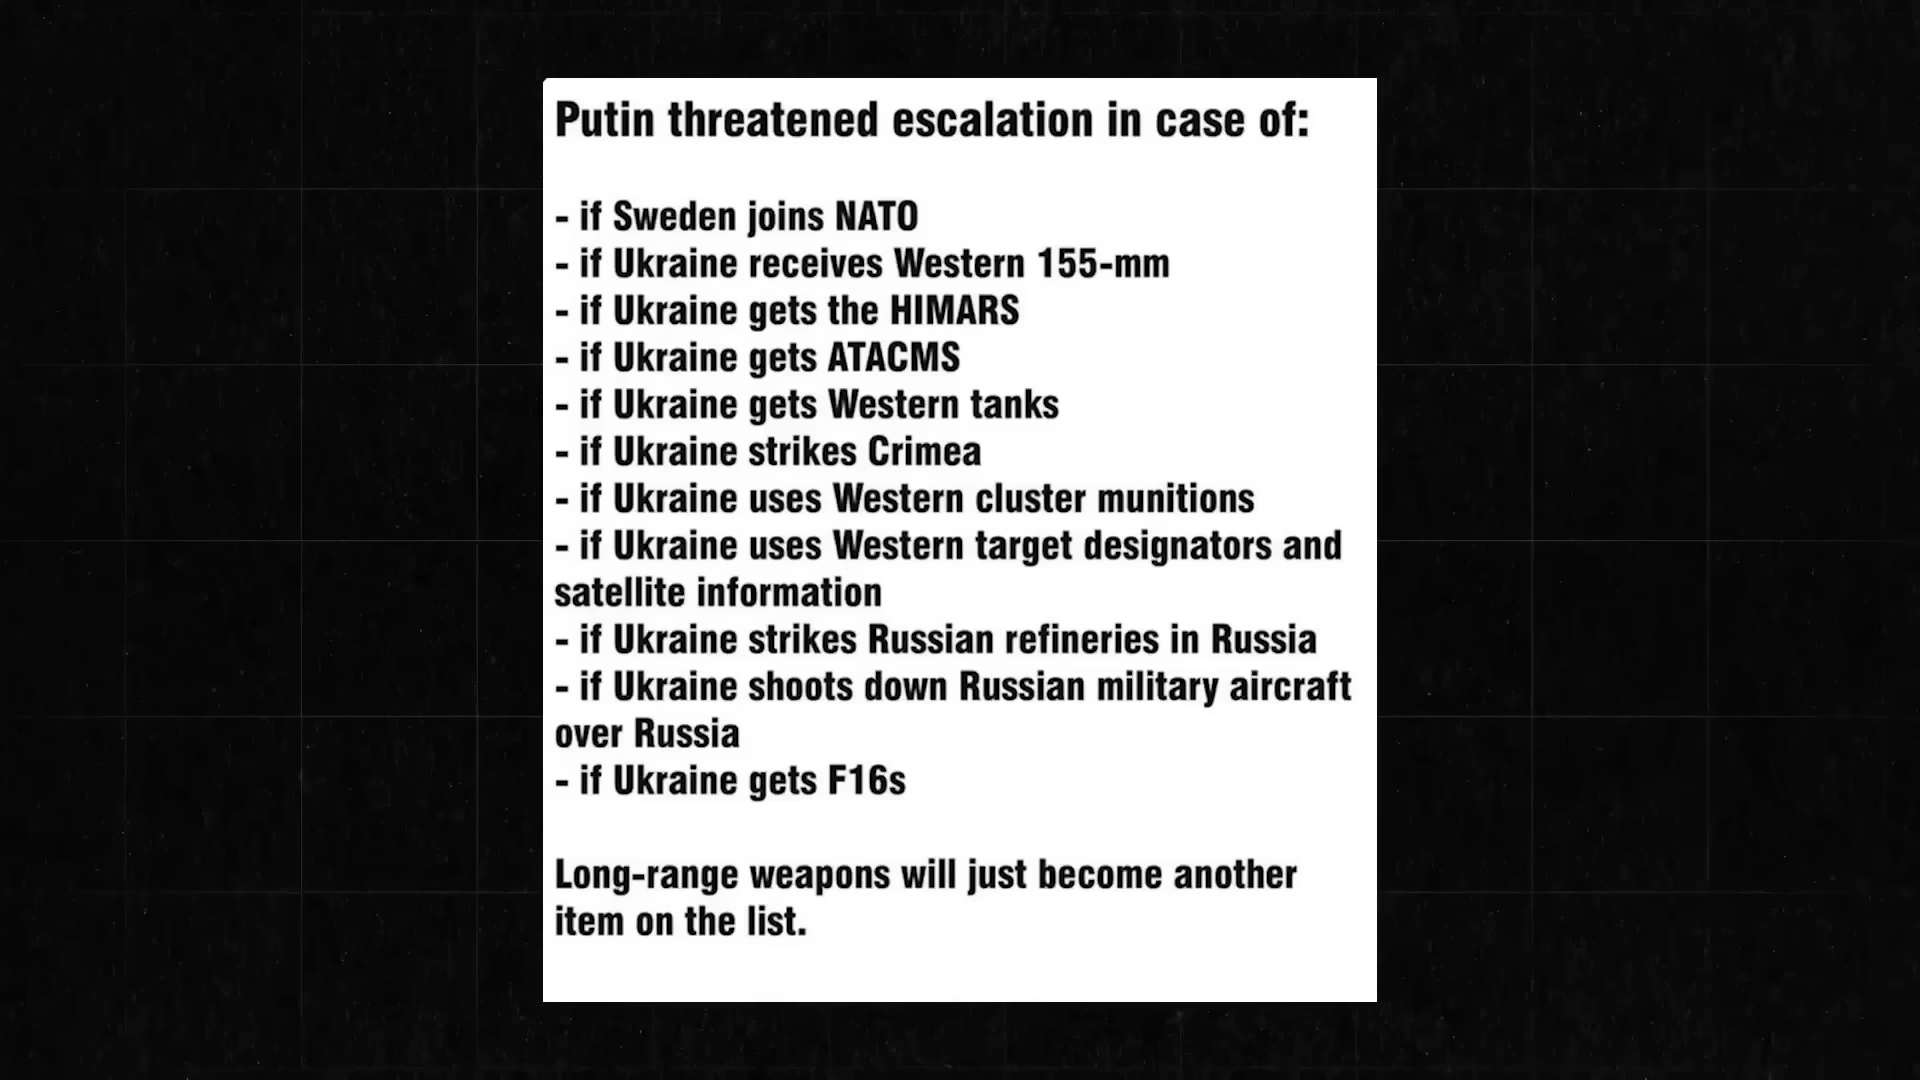 Putin threatened escalation in case of:
- if Sweden joins NATO
- if Ukraine receives Western 155-mm
- if Ukraine gets the HIMARS
- if Ukraine gets ATACMS
- if Ukraine gets Western tanks
- if Ukraine strikes Crimea
- if Ukraine uses Western cluster munitions
- if Ukraine uses Western target designators and
satellite information
- if Ukraine strikes Russian refineries in Russia
- if Ukraine shoots down Russian military aircraft
over Russia
- if Ukraine gets F16s
Long-range weapons will just become another
item on the list.